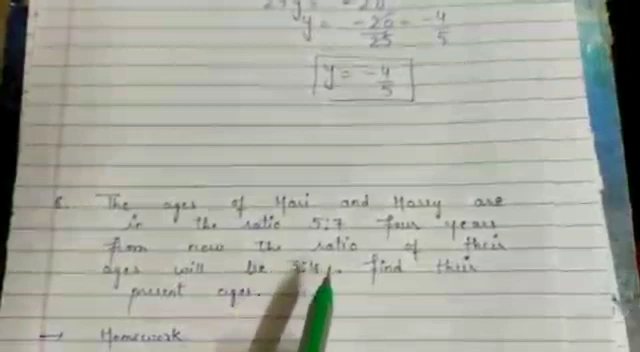 y = -20/25 = -4/5
y = -4/5
The ages of Hari and Harry are
in the ratio 5:7 four years
from now the ratio of their
ages will be 3:4. find their
present ages.
→ Homework